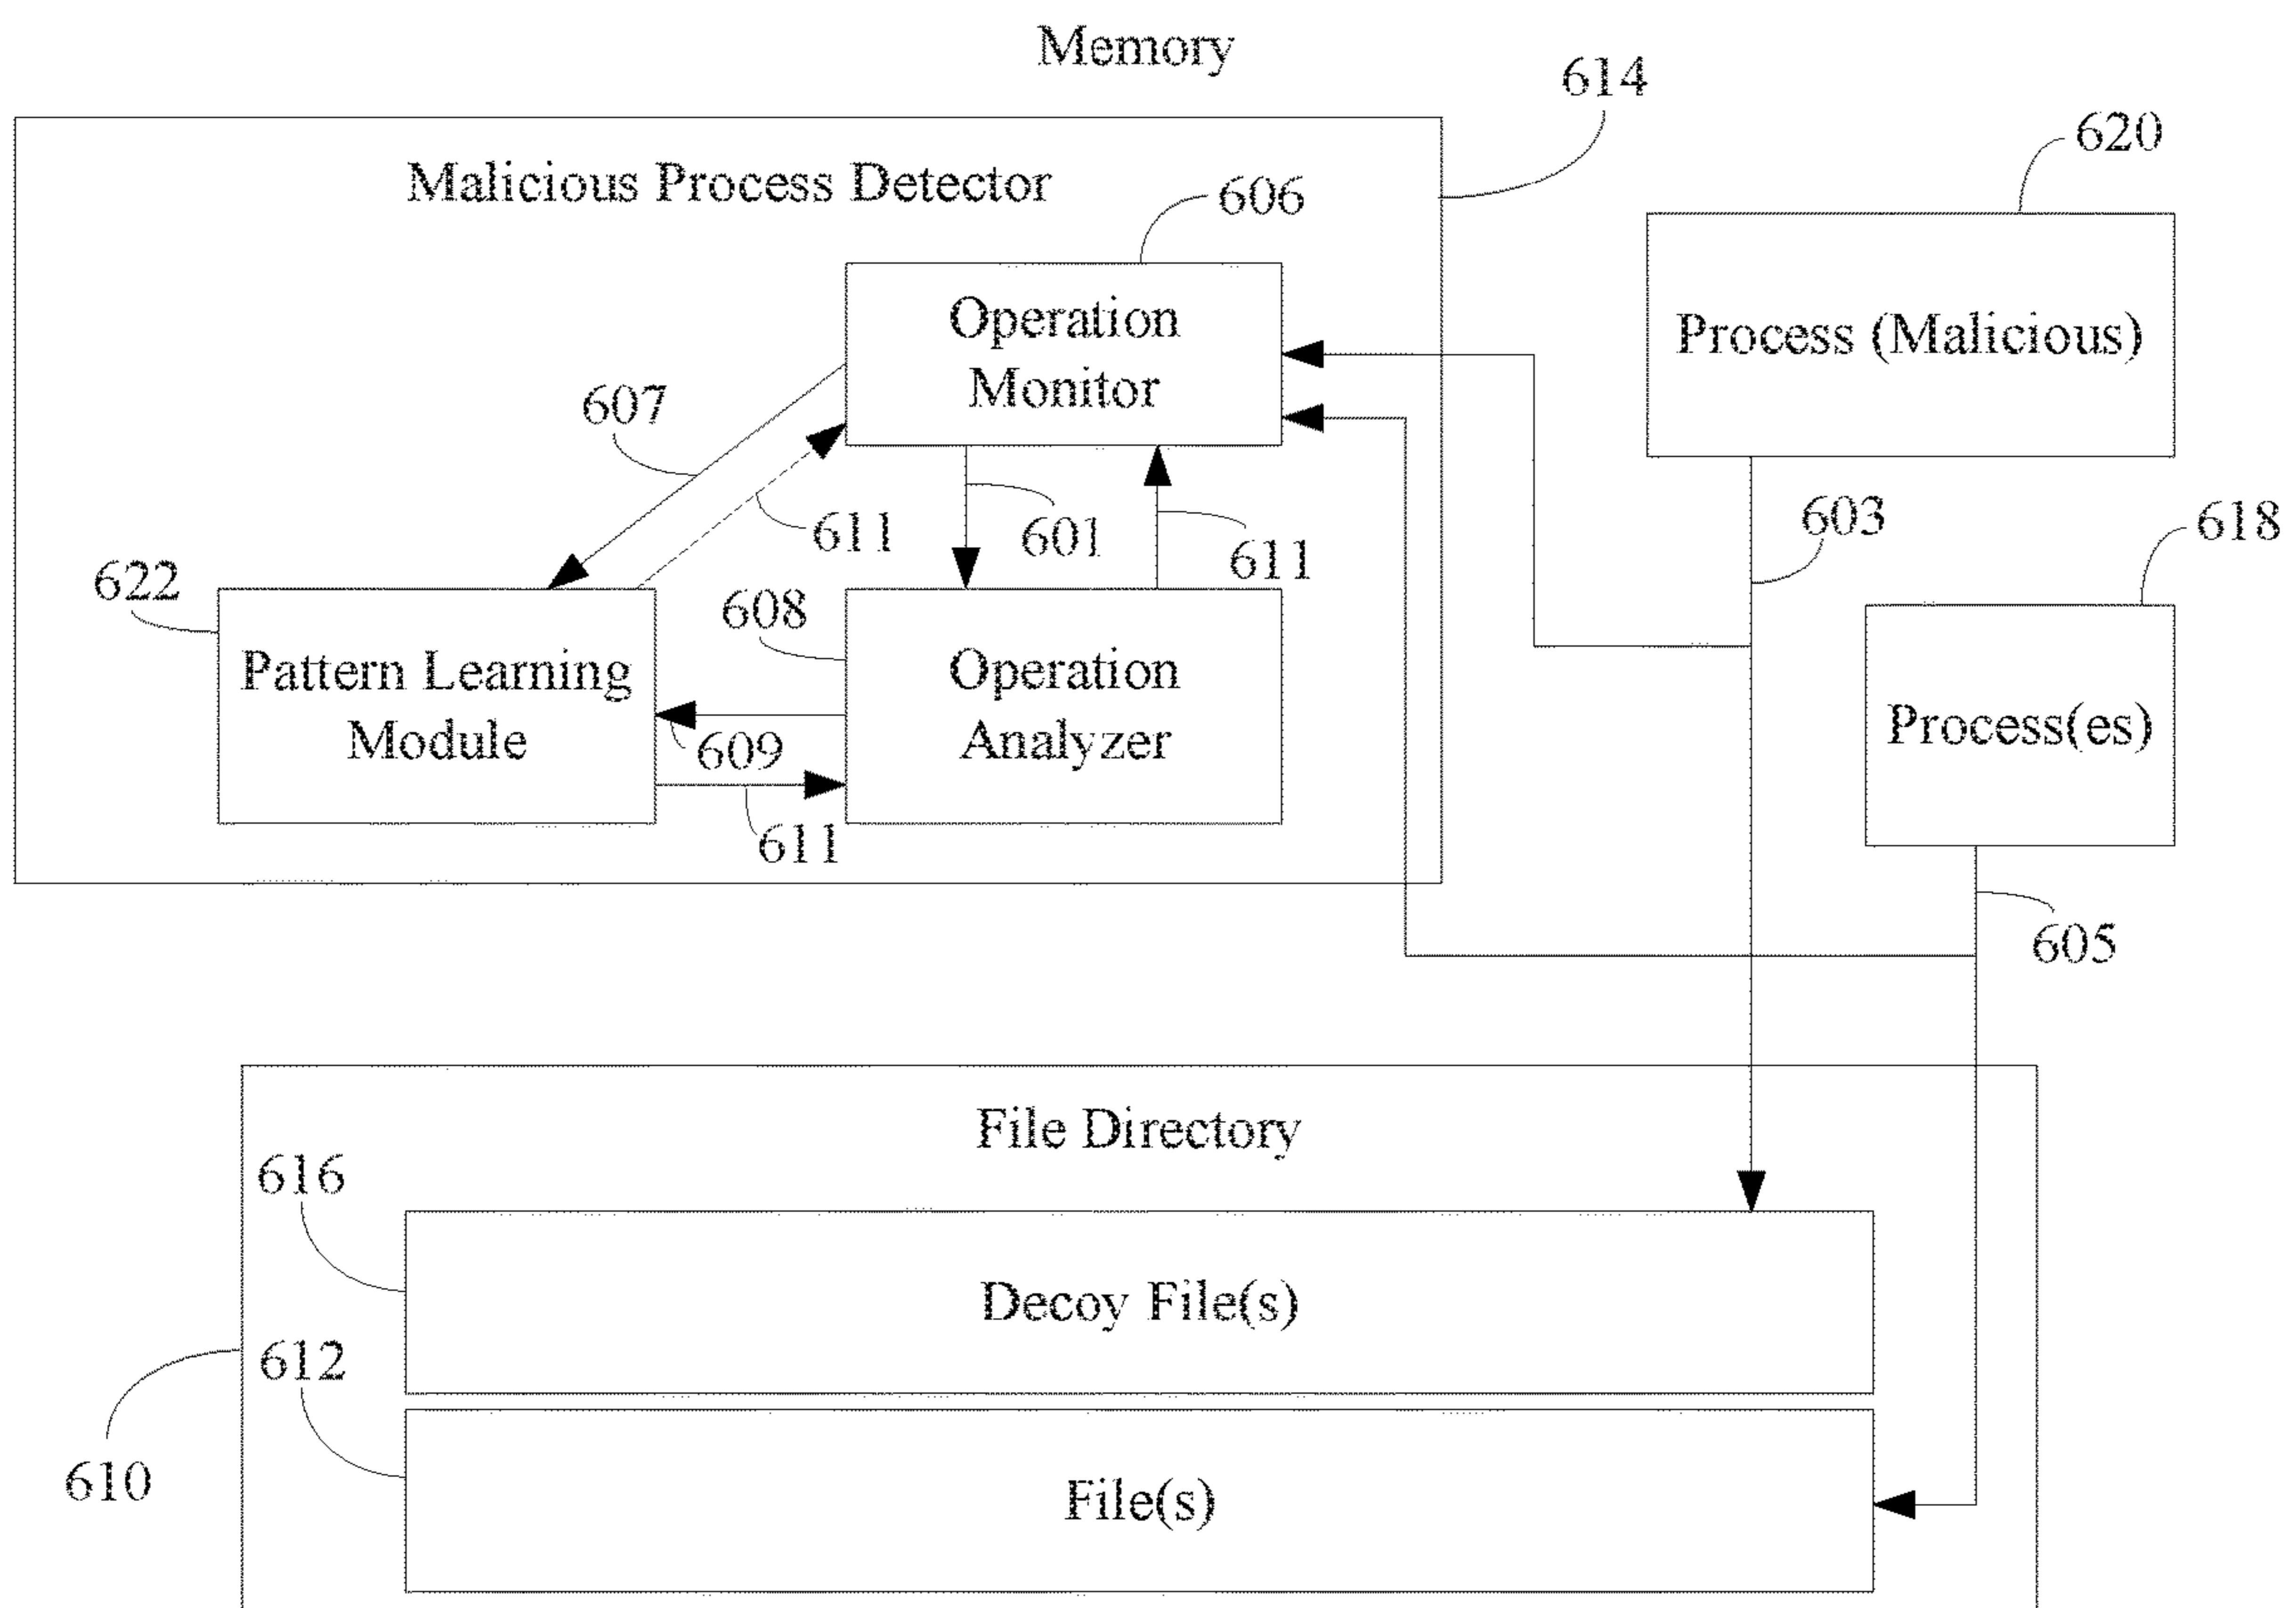 Memory
614
620
Malicious Process Detector
606
Operation
Monitor
Process (Malicious)
607
611
601
611
603
618
622
608
Pattern Learning
Module
Operation
Analyzer
609
611
Process(es)
605
File Directory
616
Decoy File(s)
612
610
File(s)